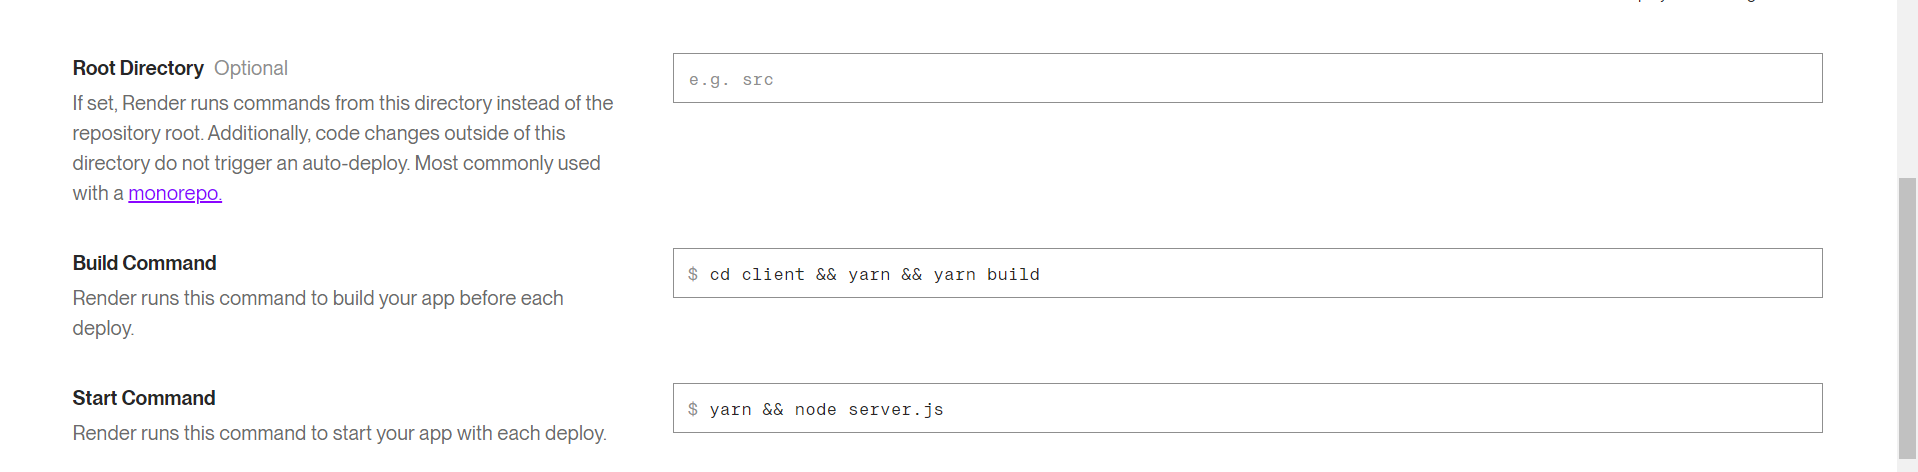 Root Directory Optional
e.g. src
If set, Render runs commands from this directory instead of the
repository root. Additionally, code changes outside of this
directory do not trigger an auto-deploy. Most commonly used
with a monorepo.
Build Command
$ cd client && yarn && yarn build
Render runs this command to build your app before each
deploy.
Start Command
$ yarn && node server.js
Render runs this command to start your app with each deploy.